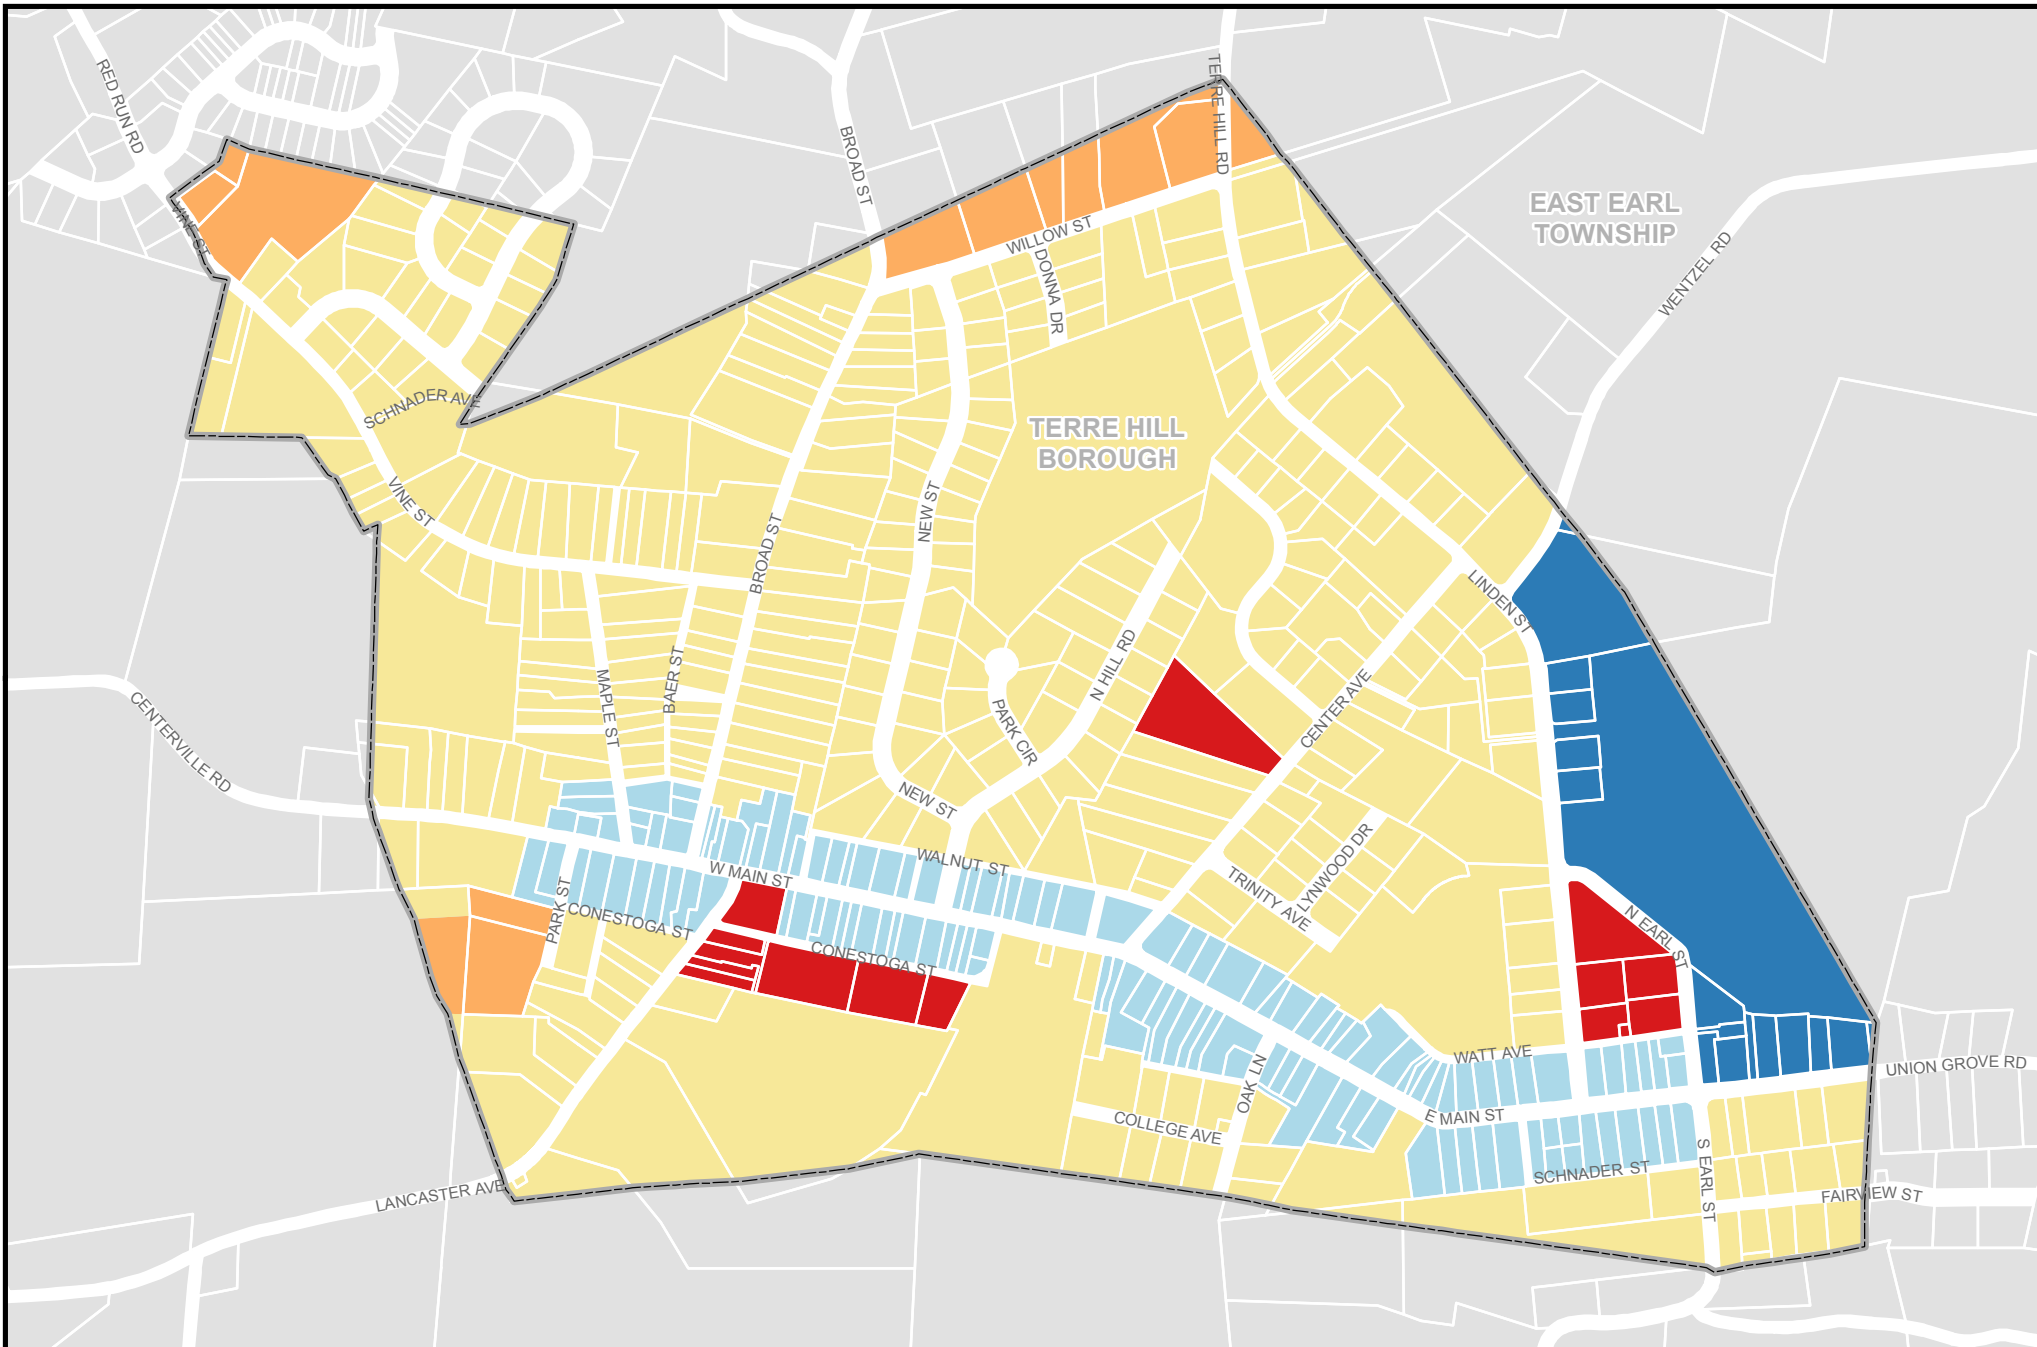 RED RUN RD
BROAD ST
TERRE HILL RD
EAST EARL
TOWNSHIP
VINE ST
WILLOW ST
DONNA DR
WENTZEL RD
SCHNADER AVE
TERRE HILL
BOROUGH
VINE ST
NEW ST
BROAD ST
LINDEN ST
N HILL RD
BAER ST
MAPLE ST
CENTER AVE
PARK CIR
CENTERVILLE RD
NEW ST
WALNUT ST
W MAIN ST
LYNWOOD DR
TRINITY AVE
PARK ST
CONESTOGA ST
N EARL ST
CONESTOGA ST
WATT AVE
UNION GROVE RD
OAK LN
E MAIN ST
COLLEGE AVE
SCHNADER ST
S EARL ST
LANCASTER AVE
FAIRVIEW ST